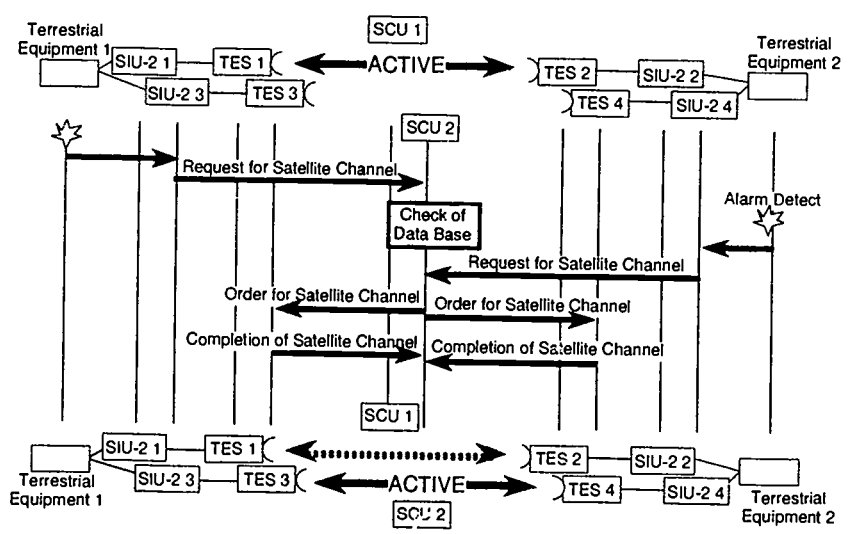 SCU 1
Terrestrial
Equipment 1
Terrestrial
Equipment 2
SIU-2 1
TES 1
ACTIVE
TES 2
SIU-2 2
SIU-2 3
TES 3
TES 4
SIU-2 4
SCU 2
Request for Satellite Channel
Alarm Detect
Check of
Data Base
Request for Satellite Channel
Order for Satellite Channel
Order for Satellite Channel
Completion of Satellite Channel
Completion of Satellite Channel
SCU 1
SIU-2 1
TES 1
TES 2
SIU-2 2
SIU-2 3
TES 3
ACTIVE
TES 4
SIU-2 4
Terrestrial
Equipment 1
Terrestrial
Equipment 2
SCU 2